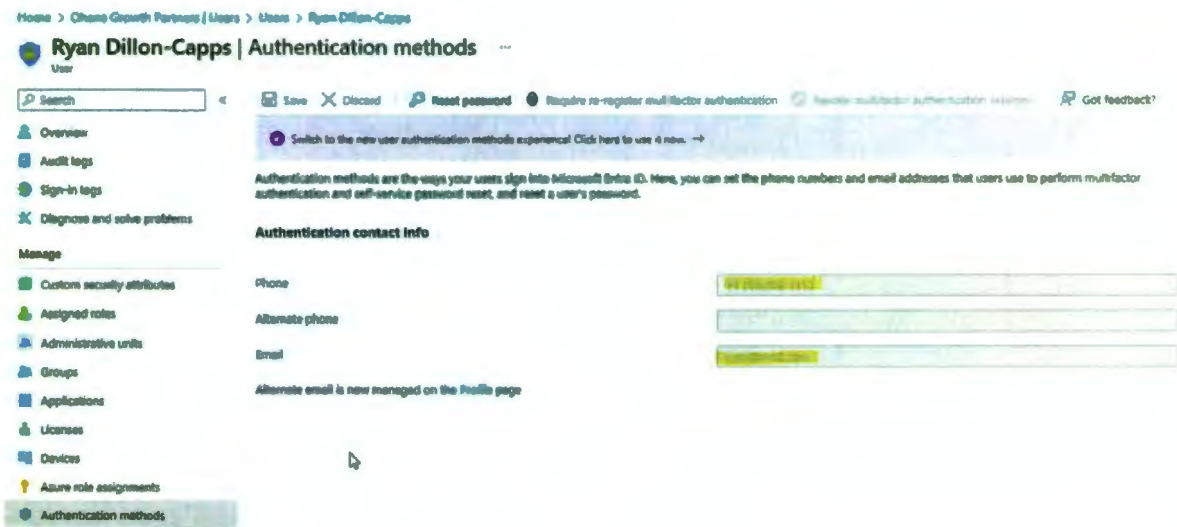 Home > Ohana Growth Partners | Users > Users > Ryan Dillon-Capps
Ryan Dillon-Capps | Authentication methods ...
User
Search
«
Save
Discard
Reset password
Require re-register multifactor authentication
Got feedback?
Switch to the new user authentication methods experience! Click here to use it now. →
Overview
Audit logs
Sign-in logs
Diagnose and solve problems
Manage
Custom security attributes
Assigned roles
Administrative units
Groups
Applications
Licenses
Devices
Azure role assignments
Authentication methods
Authentication methods are the ways your users sign into Microsoft Entra ID. Here, you can set the phone numbers and email addresses that users use to perform multifactor
authentication and self-service password reset, and reset a user's password.
Authentication contact info
Phone
Alternate phone
Email
Alternate email is now managed on the Profile page